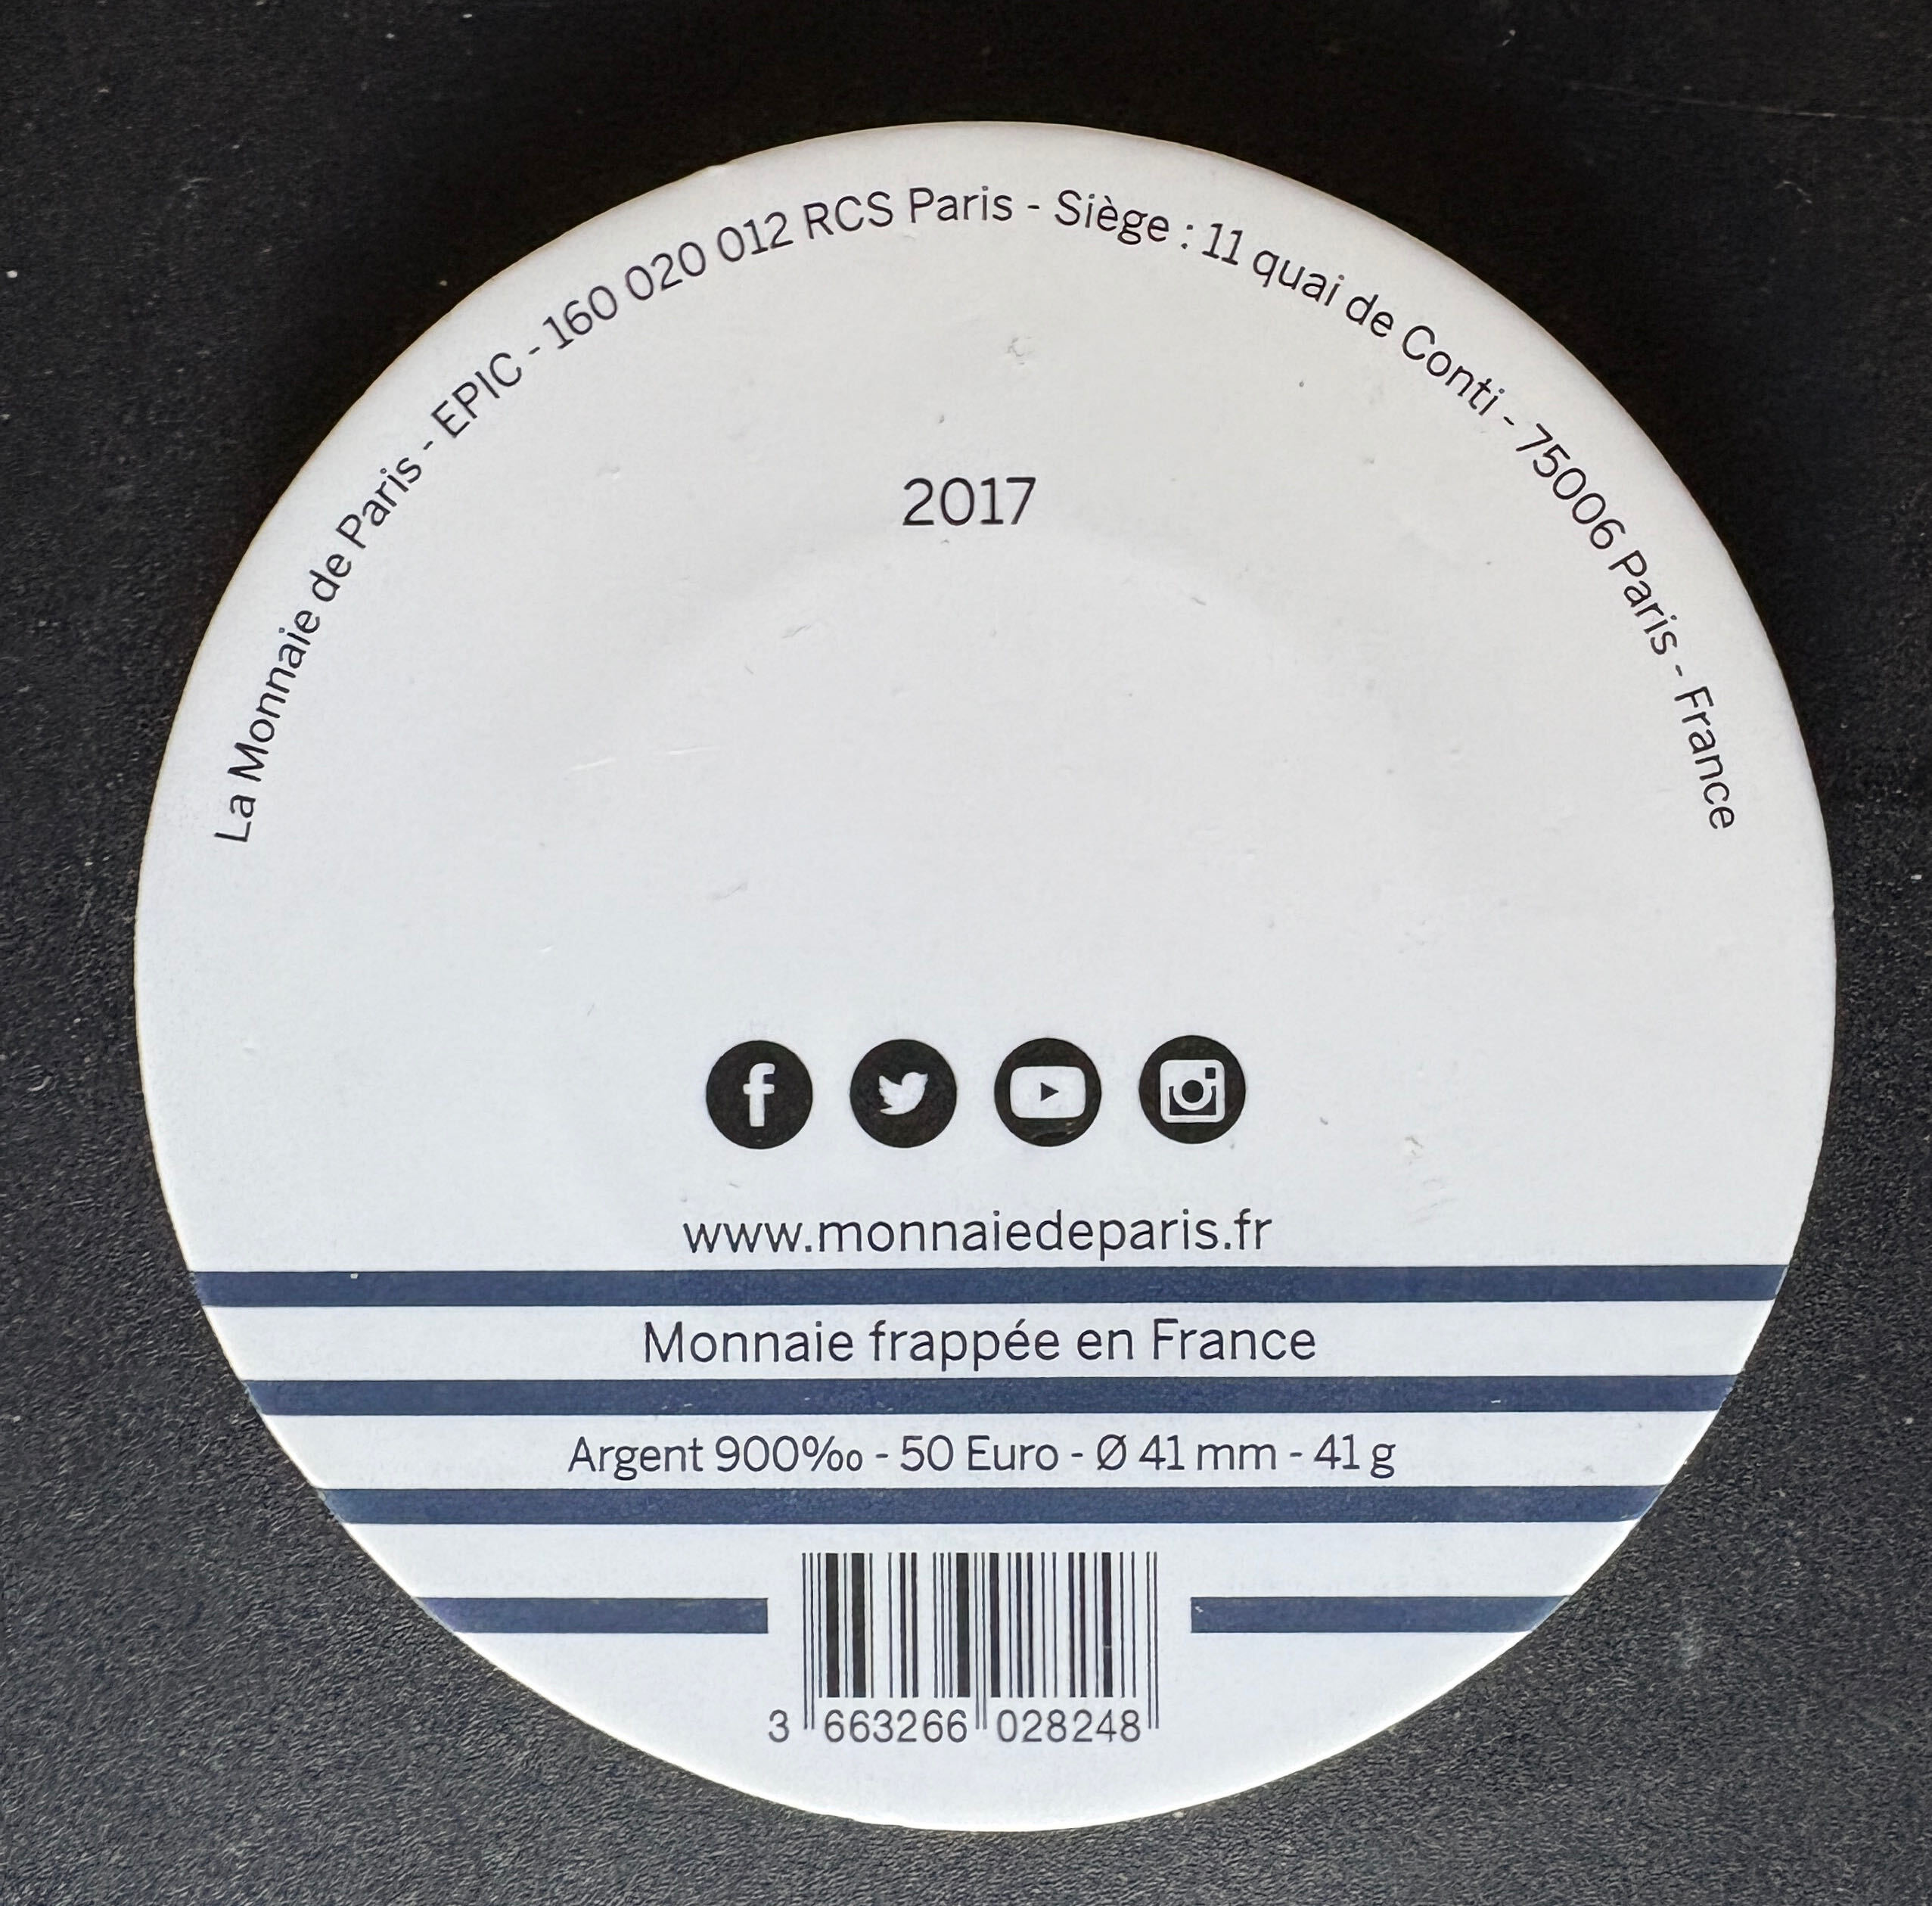 La Monnaie de Paris - EPIC - 160 020 012 RCS Paris - Siège : 11 quai de Conti - 75006 Paris - France
2017
www.monnaiedeparis.fr
Monnaie frappée en France
Argent 900‰ - 50 Euro - Ø 41 mm - 41 g
3 663266 028248